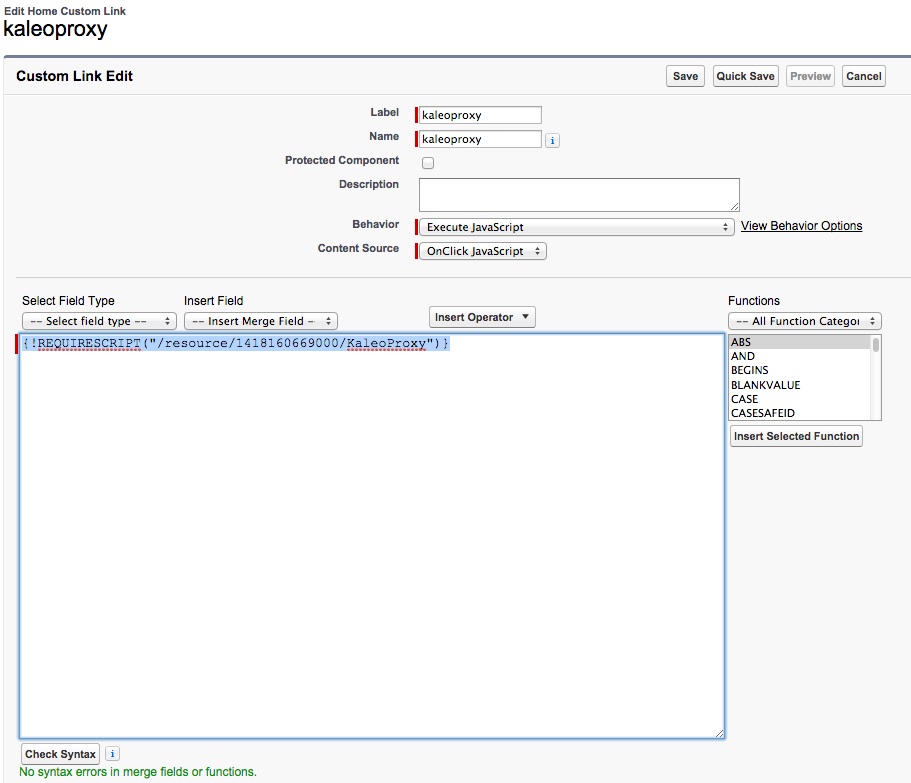 Edit Home Custom Link
kaleoproxy
Custom Link Edit
Save Quick Save Preview Cancel
Label kaleoproxy
Name kaleoproxy i
Protected Component
Description
Behavior Execute JavaScript View Behavior Options
Content Source OnClick JavaScript
Select Field Type Insert Field Functions
-- Select field type -- -- Insert Merge Field - Insert Operator -- All Function Categor
{!REQUIRESCRIPT("/resource/1418160669000/KaleoProxy")}
ABS
AND
BEGINS
BLANKVALUE
CASE
CASESAFEID
Insert Selected Function
Check Syntax i
No syntax errors in merge fields or functions.